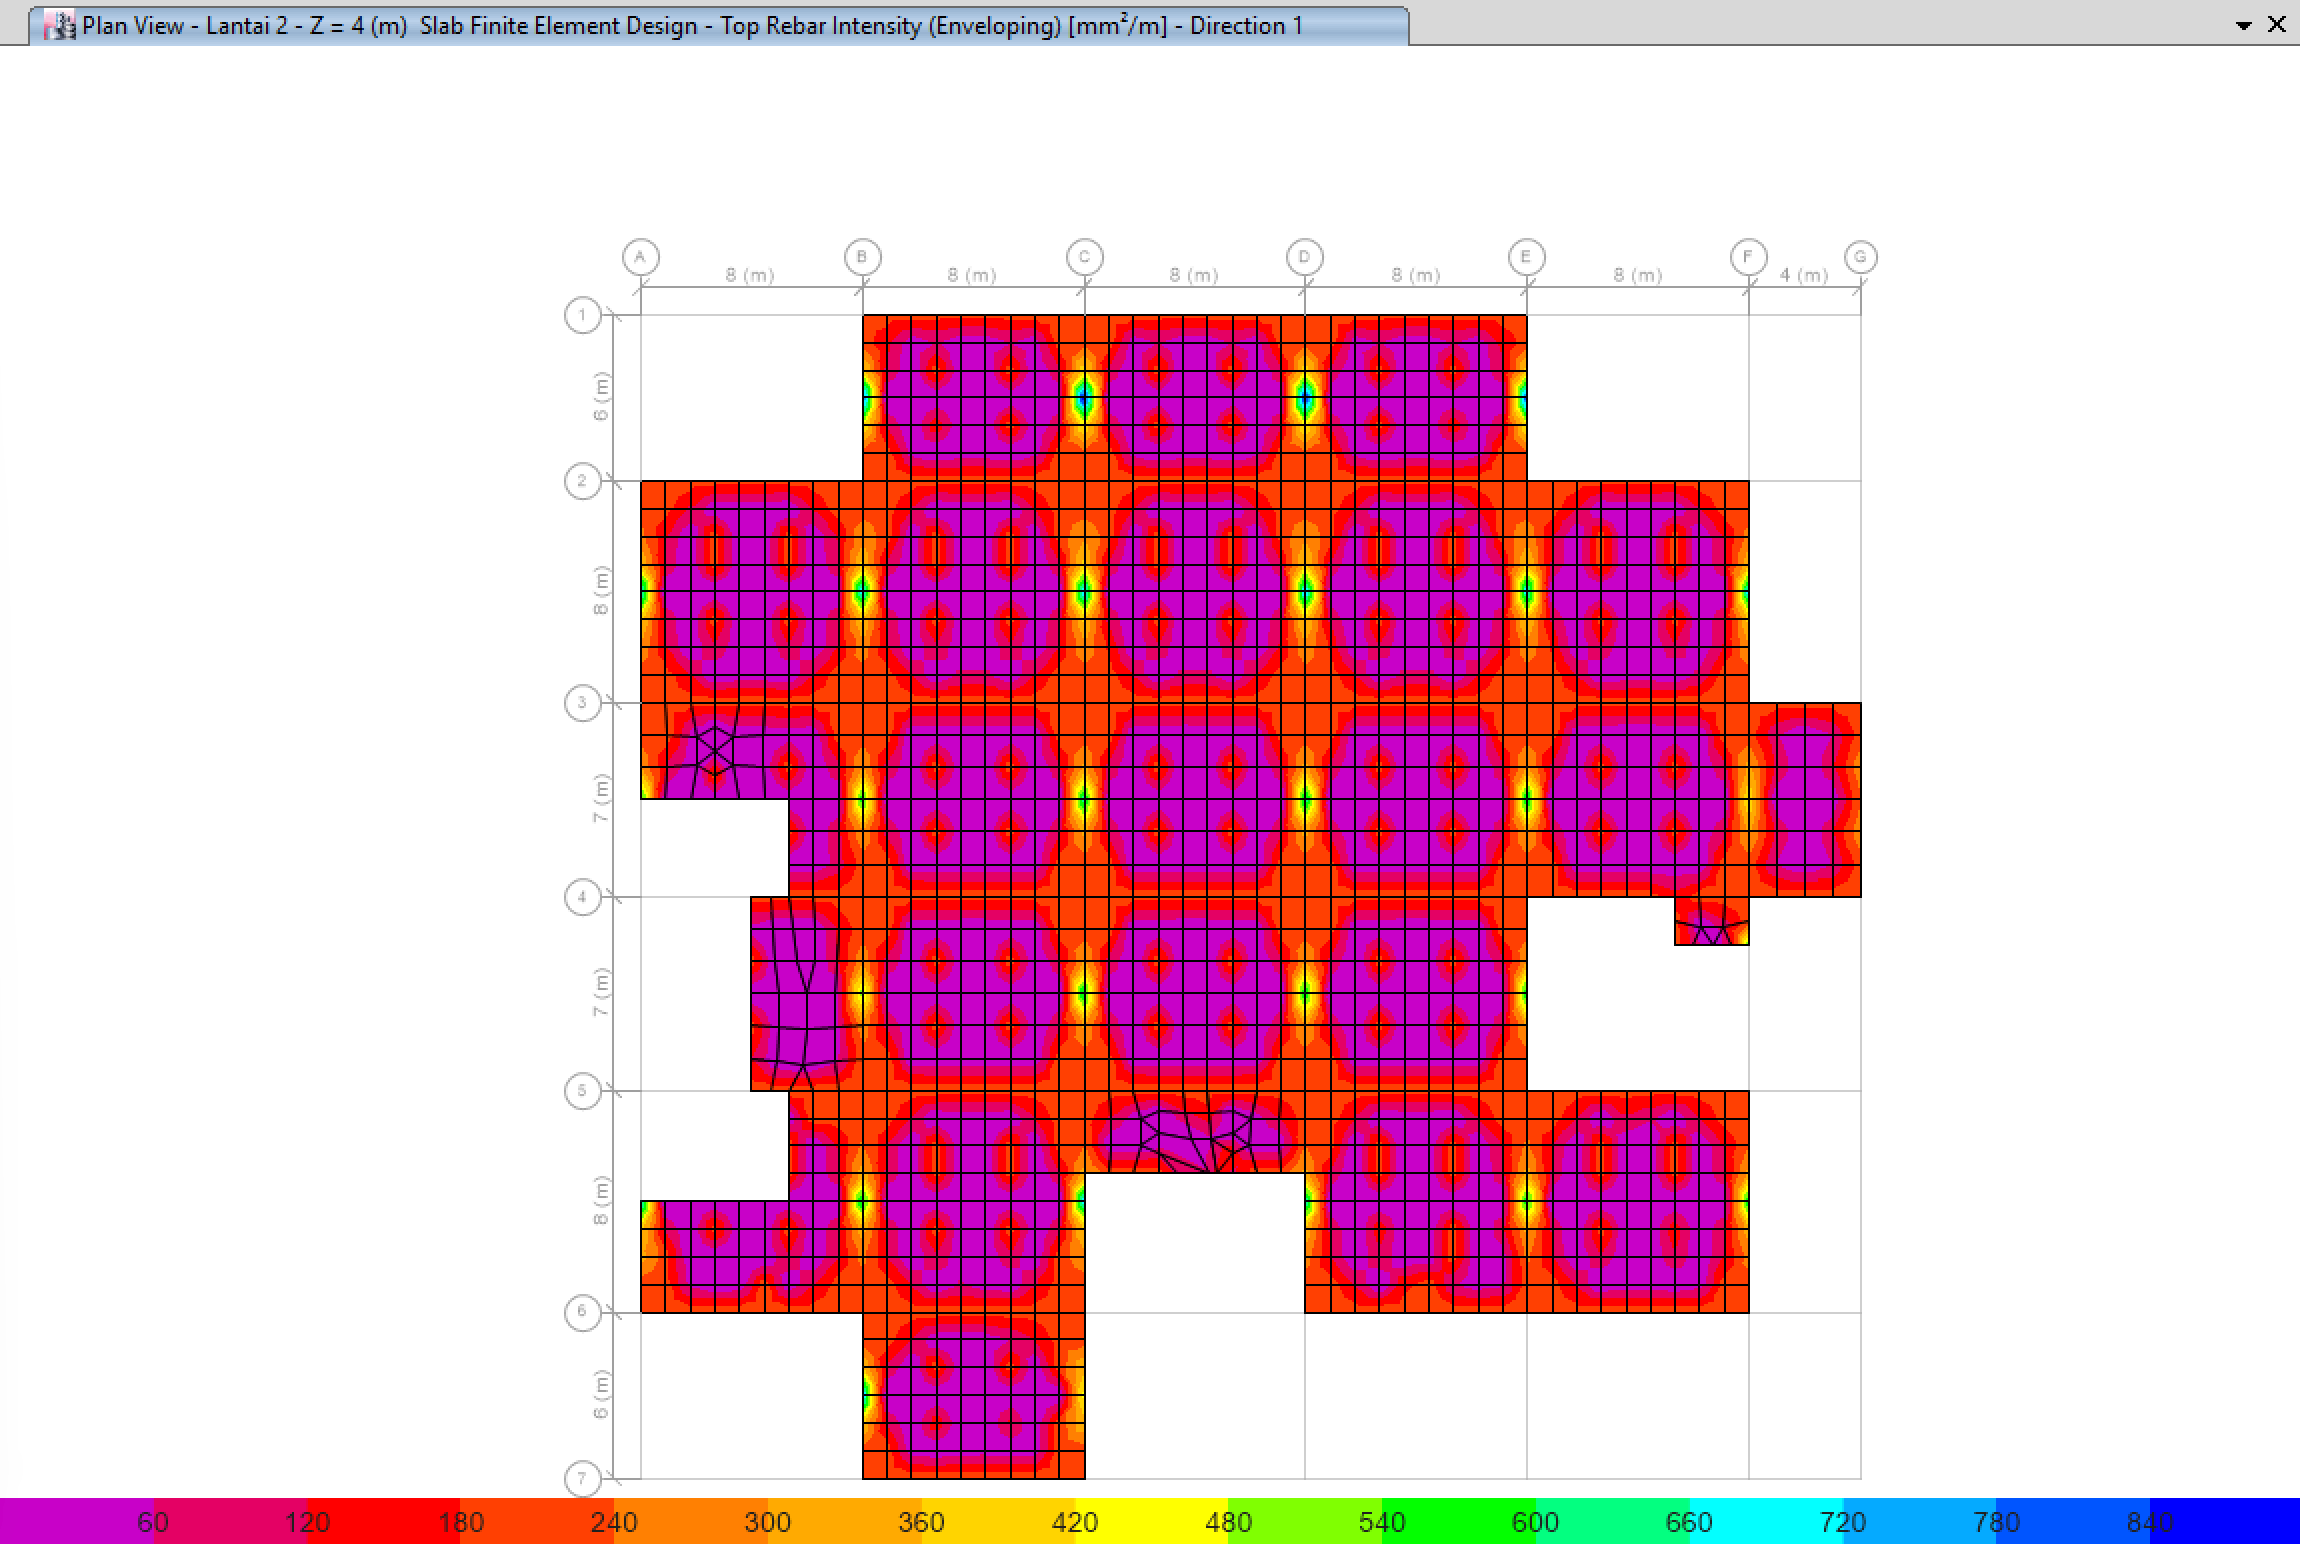 Plan View - Lantai 2 - Z = 4 (m)  Slab Finite Element Design - Top Rebar Intensity (Enveloping) [mm²/m] - Direction 1
A B C D E F G
8 (m) 8 (m) 8 (m) 8 (m) 8 (m) 4 (m)
1
6 (m)
2
8 (m)
3
7 (m)
4
7 (m)
5
8 (m)
6
6 (m)
7
60 120 180 240 300 360 420 480 540 600 660 720 780 840